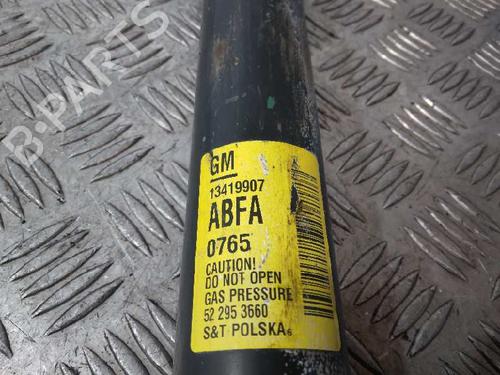 B-PARTS
GM
13419907
ABFA
0765
CAUTION!
DO NOT OPEN
GAS PRESSURE
52 295 3660
S&T POLSKA